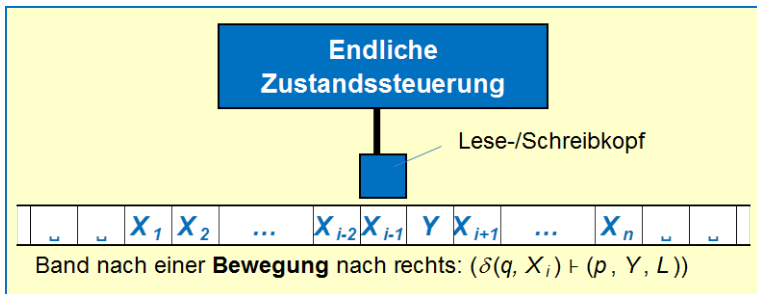 Endliche
Zustandssteuerung
Lese-/Schreibkopf
␣ ␣ X₁ X₂ ... Xᵢ₋₂ Xᵢ₋₁ Y Xᵢ₊₁ ... Xₙ ␣ ␣
Band nach einer Bewegung nach rechts: (δ(q, Xᵢ) ⊦ (p, Y, L))